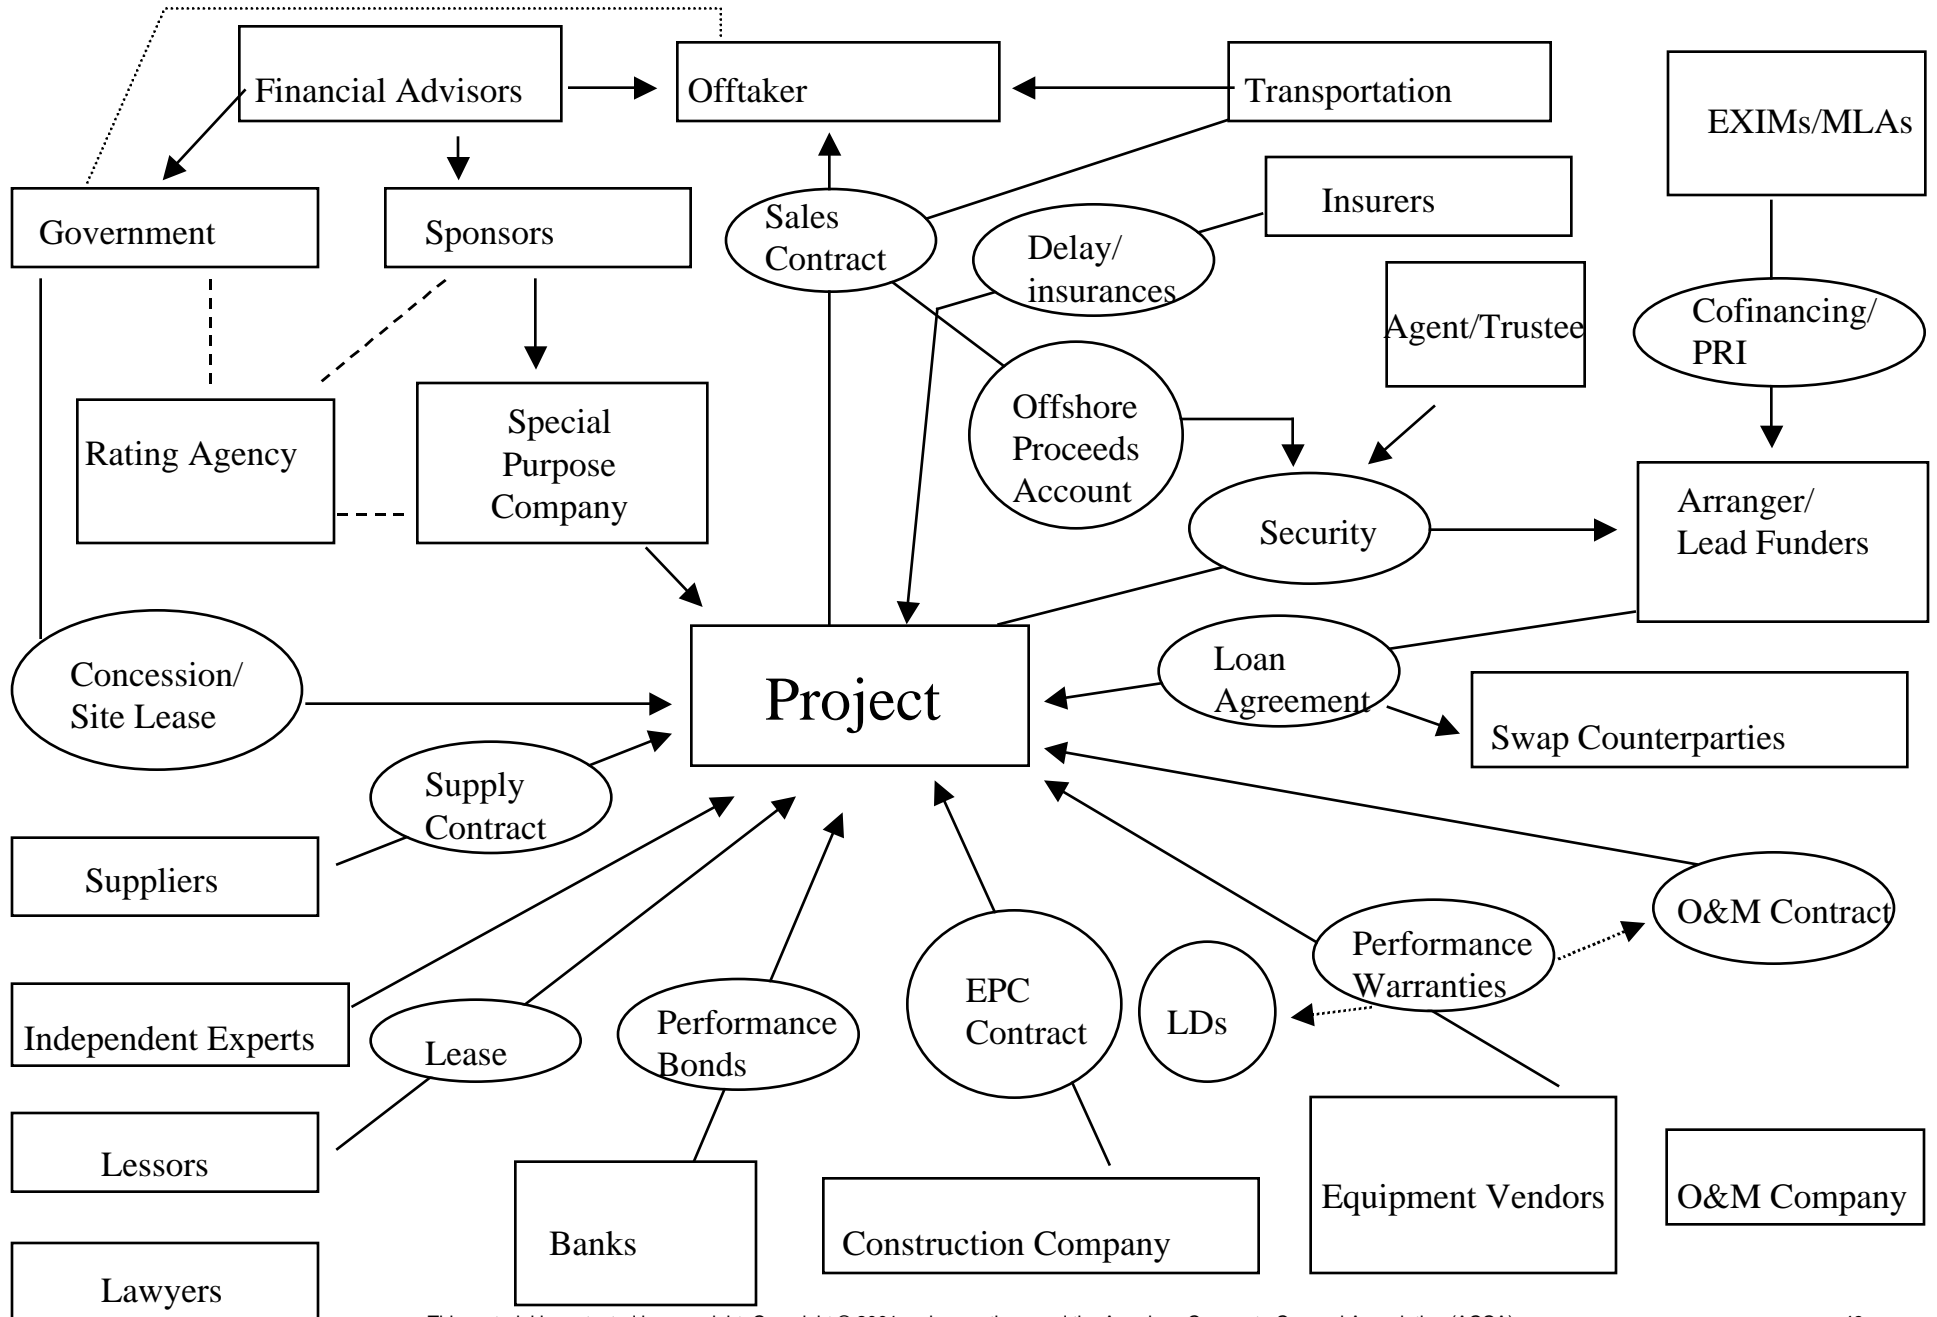 Financial Advisors
Offtaker
Transportation
EXIMs/MLAs
Government
Sponsors
Sales
Contract
Delay/
insurances
Insurers
Agent/Trustee
Cofinancing/
PRI
Rating Agency
Special
Purpose
Company
Offshore
Proceeds
Account
Security
Arranger/
Lead Funders
Concession/
Site Lease
Project
Loan
Agreement
Swap Counterparties
Supply
Contract
Suppliers
O&M Contract
Independent Experts
Lease
Performance
Bonds
EPC
Contract
LDs
Performance
Warranties
Lessors
Banks
Construction Company
Equipment Vendors
O&M Company
Lawyers